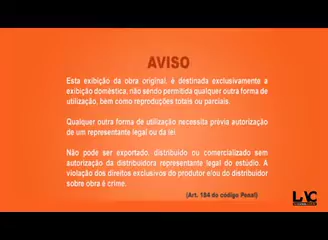 AVISO
Esta exibição da obra original, é destinada exclusivamente a
exibição doméstica, não sendo permitida qualquer outra forma de
utilização, bem como reproduções totais ou parciais.
Qualquer outra forma de utilização necessita prévia autorização
de um representante legal ou da lei.
Não pode ser exportado, distribuído ou comercializado sem
autorização da distribuidora representante legal do estúdio. A
violação dos direitos exclusivos do produtor e/ou do distribuidor
sobre obra é crime.
(Art. 184 do código Penal)